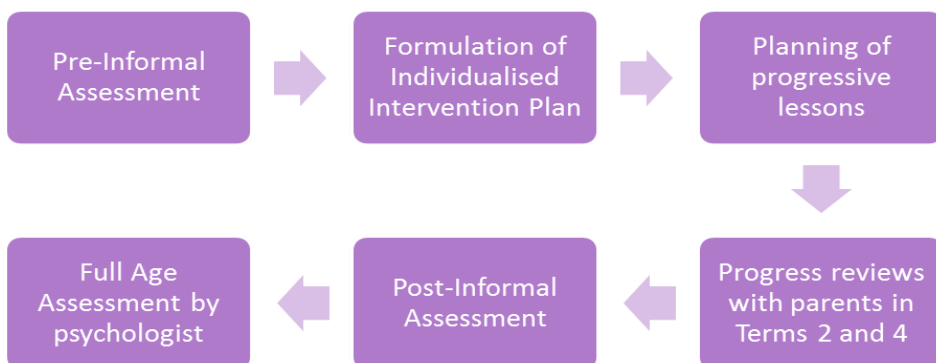 Pre-Informal
Assessment
Formulation of
Individualised
Intervention Plan
Planning of
progressive
lessons
Progress reviews
with parents in
Terms 2 and 4
Post-Informal
Assessment
Full Age
Assessment by
psychologist